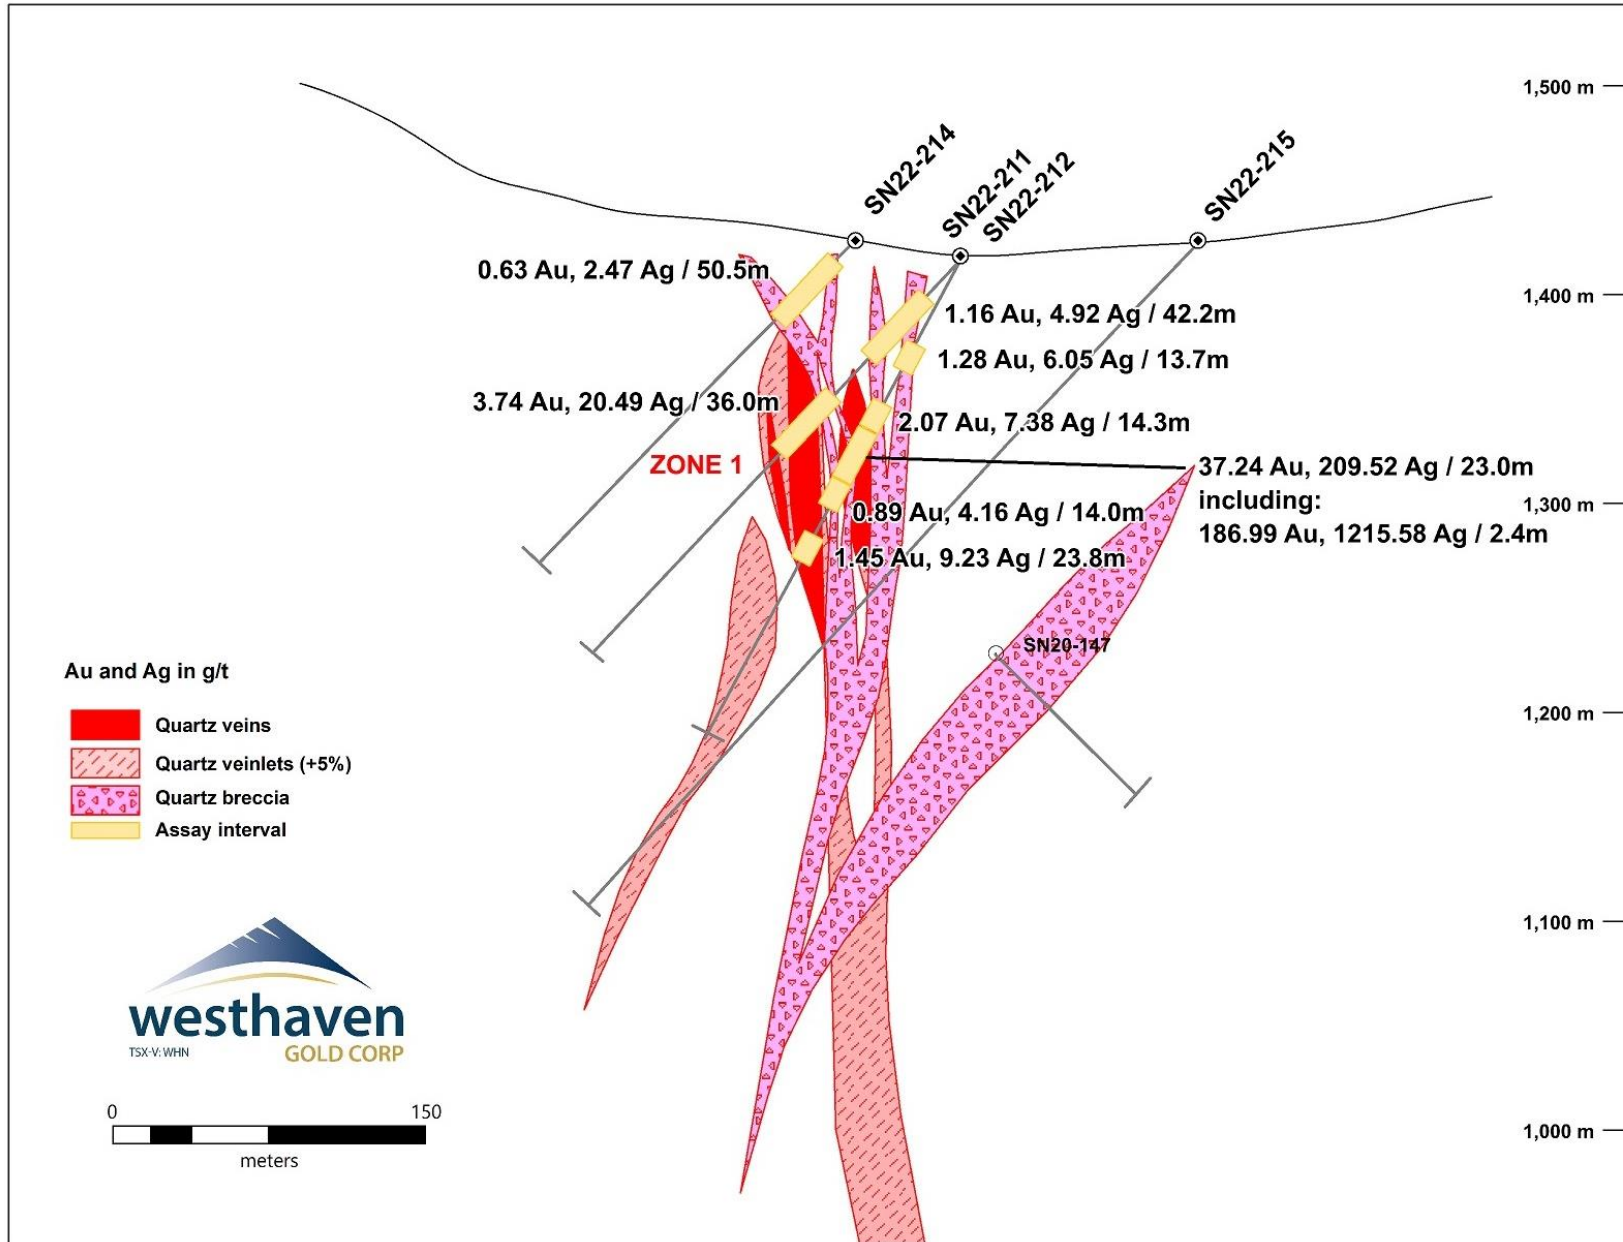 1,500 m
SN22-214
SN22-211
SN22-212
SN22-215
0.63 Au, 2.47 Ag / 50.5m
1,400 m
1.16 Au, 4.92 Ag / 42.2m
1.28 Au, 6.05 Ag / 13.7m
3.74 Au, 20.49 Ag / 36.0m
2.07 Au, 7.38 Ag / 14.3m
ZONE 1
37.24 Au, 209.52 Ag / 23.0m
including:
186.99 Au, 1215.58 Ag / 2.4m
1,300 m
0.89 Au, 4.16 Ag / 14.0m
1.45 Au, 9.23 Ag / 23.8m
SN20-147
Au and Ag in g/t
Quartz veins
Quartz veinlets (+5%)
Quartz breccia
Assay interval
1,200 m
1,100 m
westhaven
TSX-V: WHN
GOLD CORP
0 150
meters
1,000 m